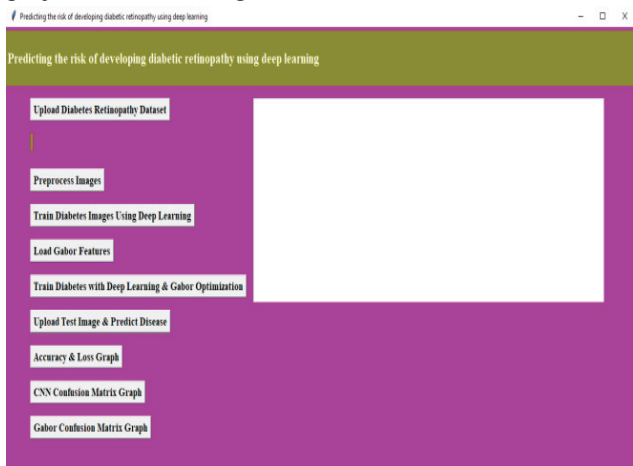 Predicting the risk of developing diabetic retinopathy using deep learning
Predicting the risk of developing diabetic retinopathy using deep learning
Upload Diabetes Retinopathy Dataset
Preprocess Images
Train Diabetes Images Using Deep Learning
Load Gabor Features
Train Diabetes with Deep Learning & Gabor Optimization
Upload Test Image & Predict Disease
Accuracy & Loss Graph
CNN Confusion Matrix Graph
Gabor Confusion Matrix Graph